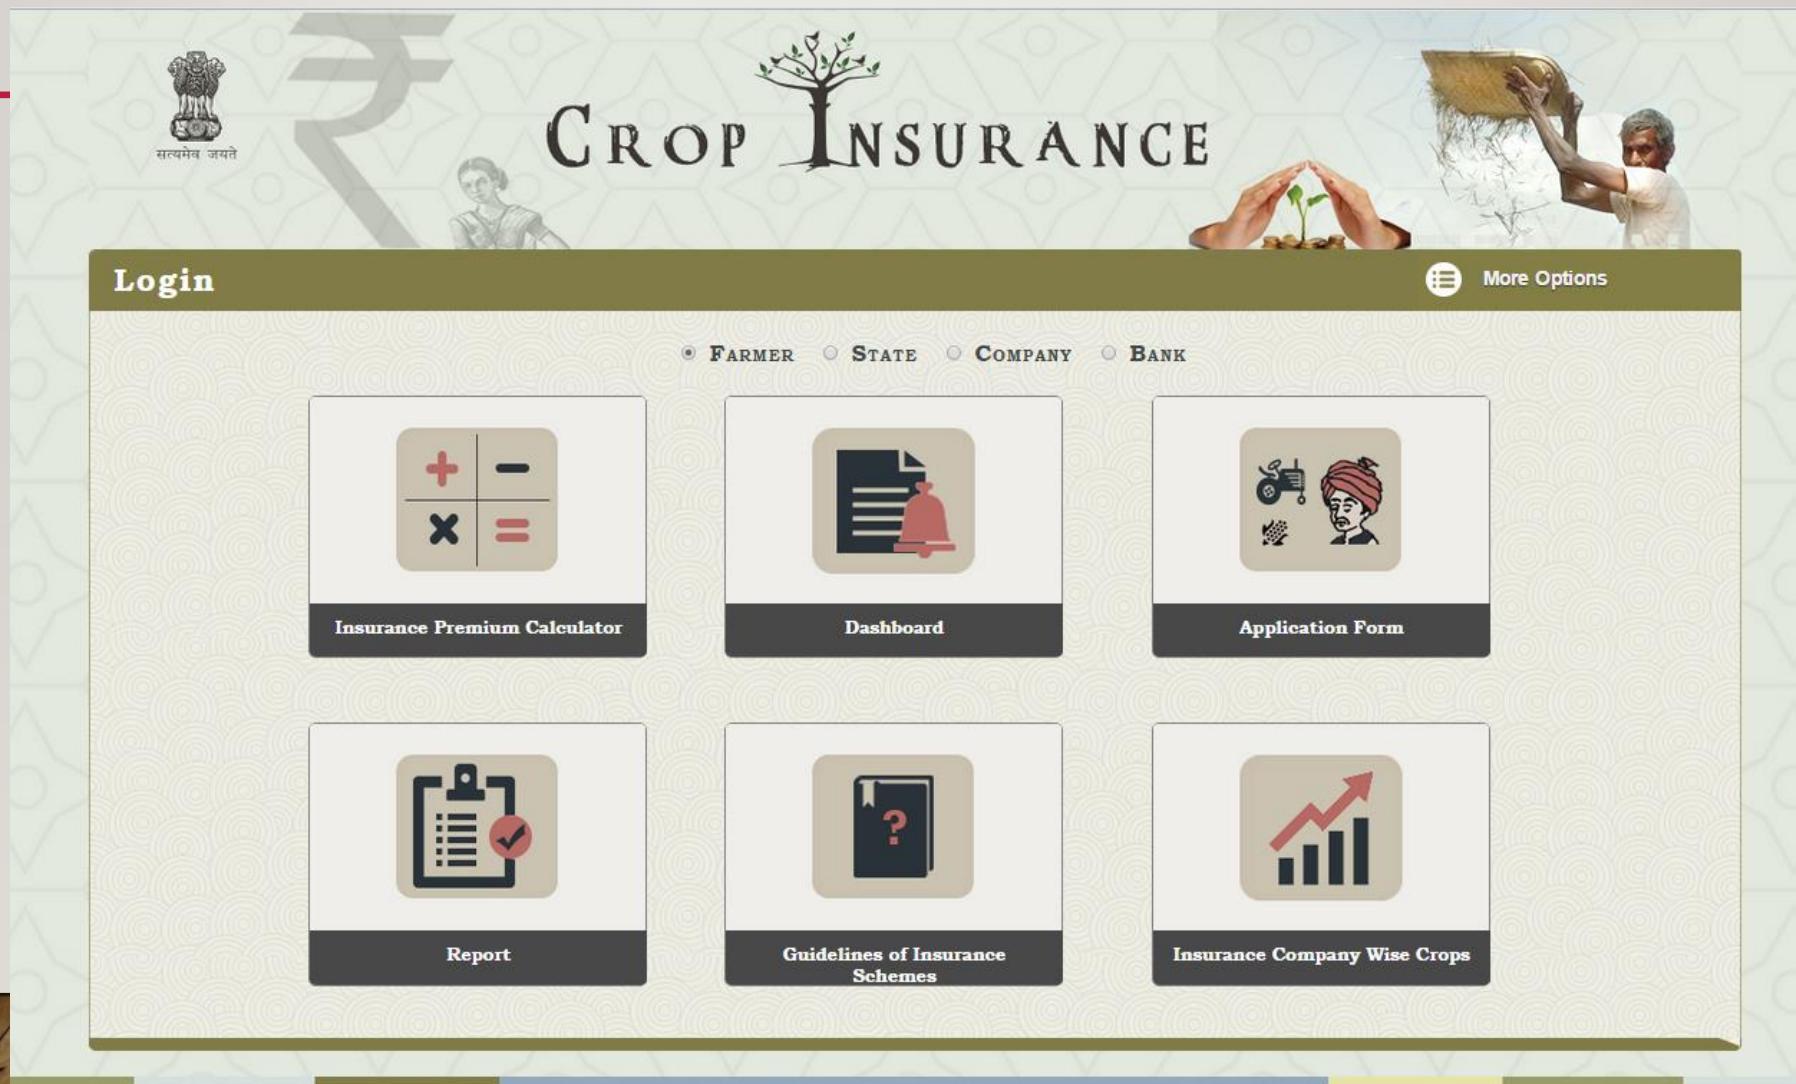 सत्यमेव जयते
CROP INSURANCE
Login
More Options
FARMER STATE COMPANY BANK
Insurance Premium Calculator
Dashboard
Application Form
Report
Guidelines of Insurance
Schemes
Insurance Company Wise Crops